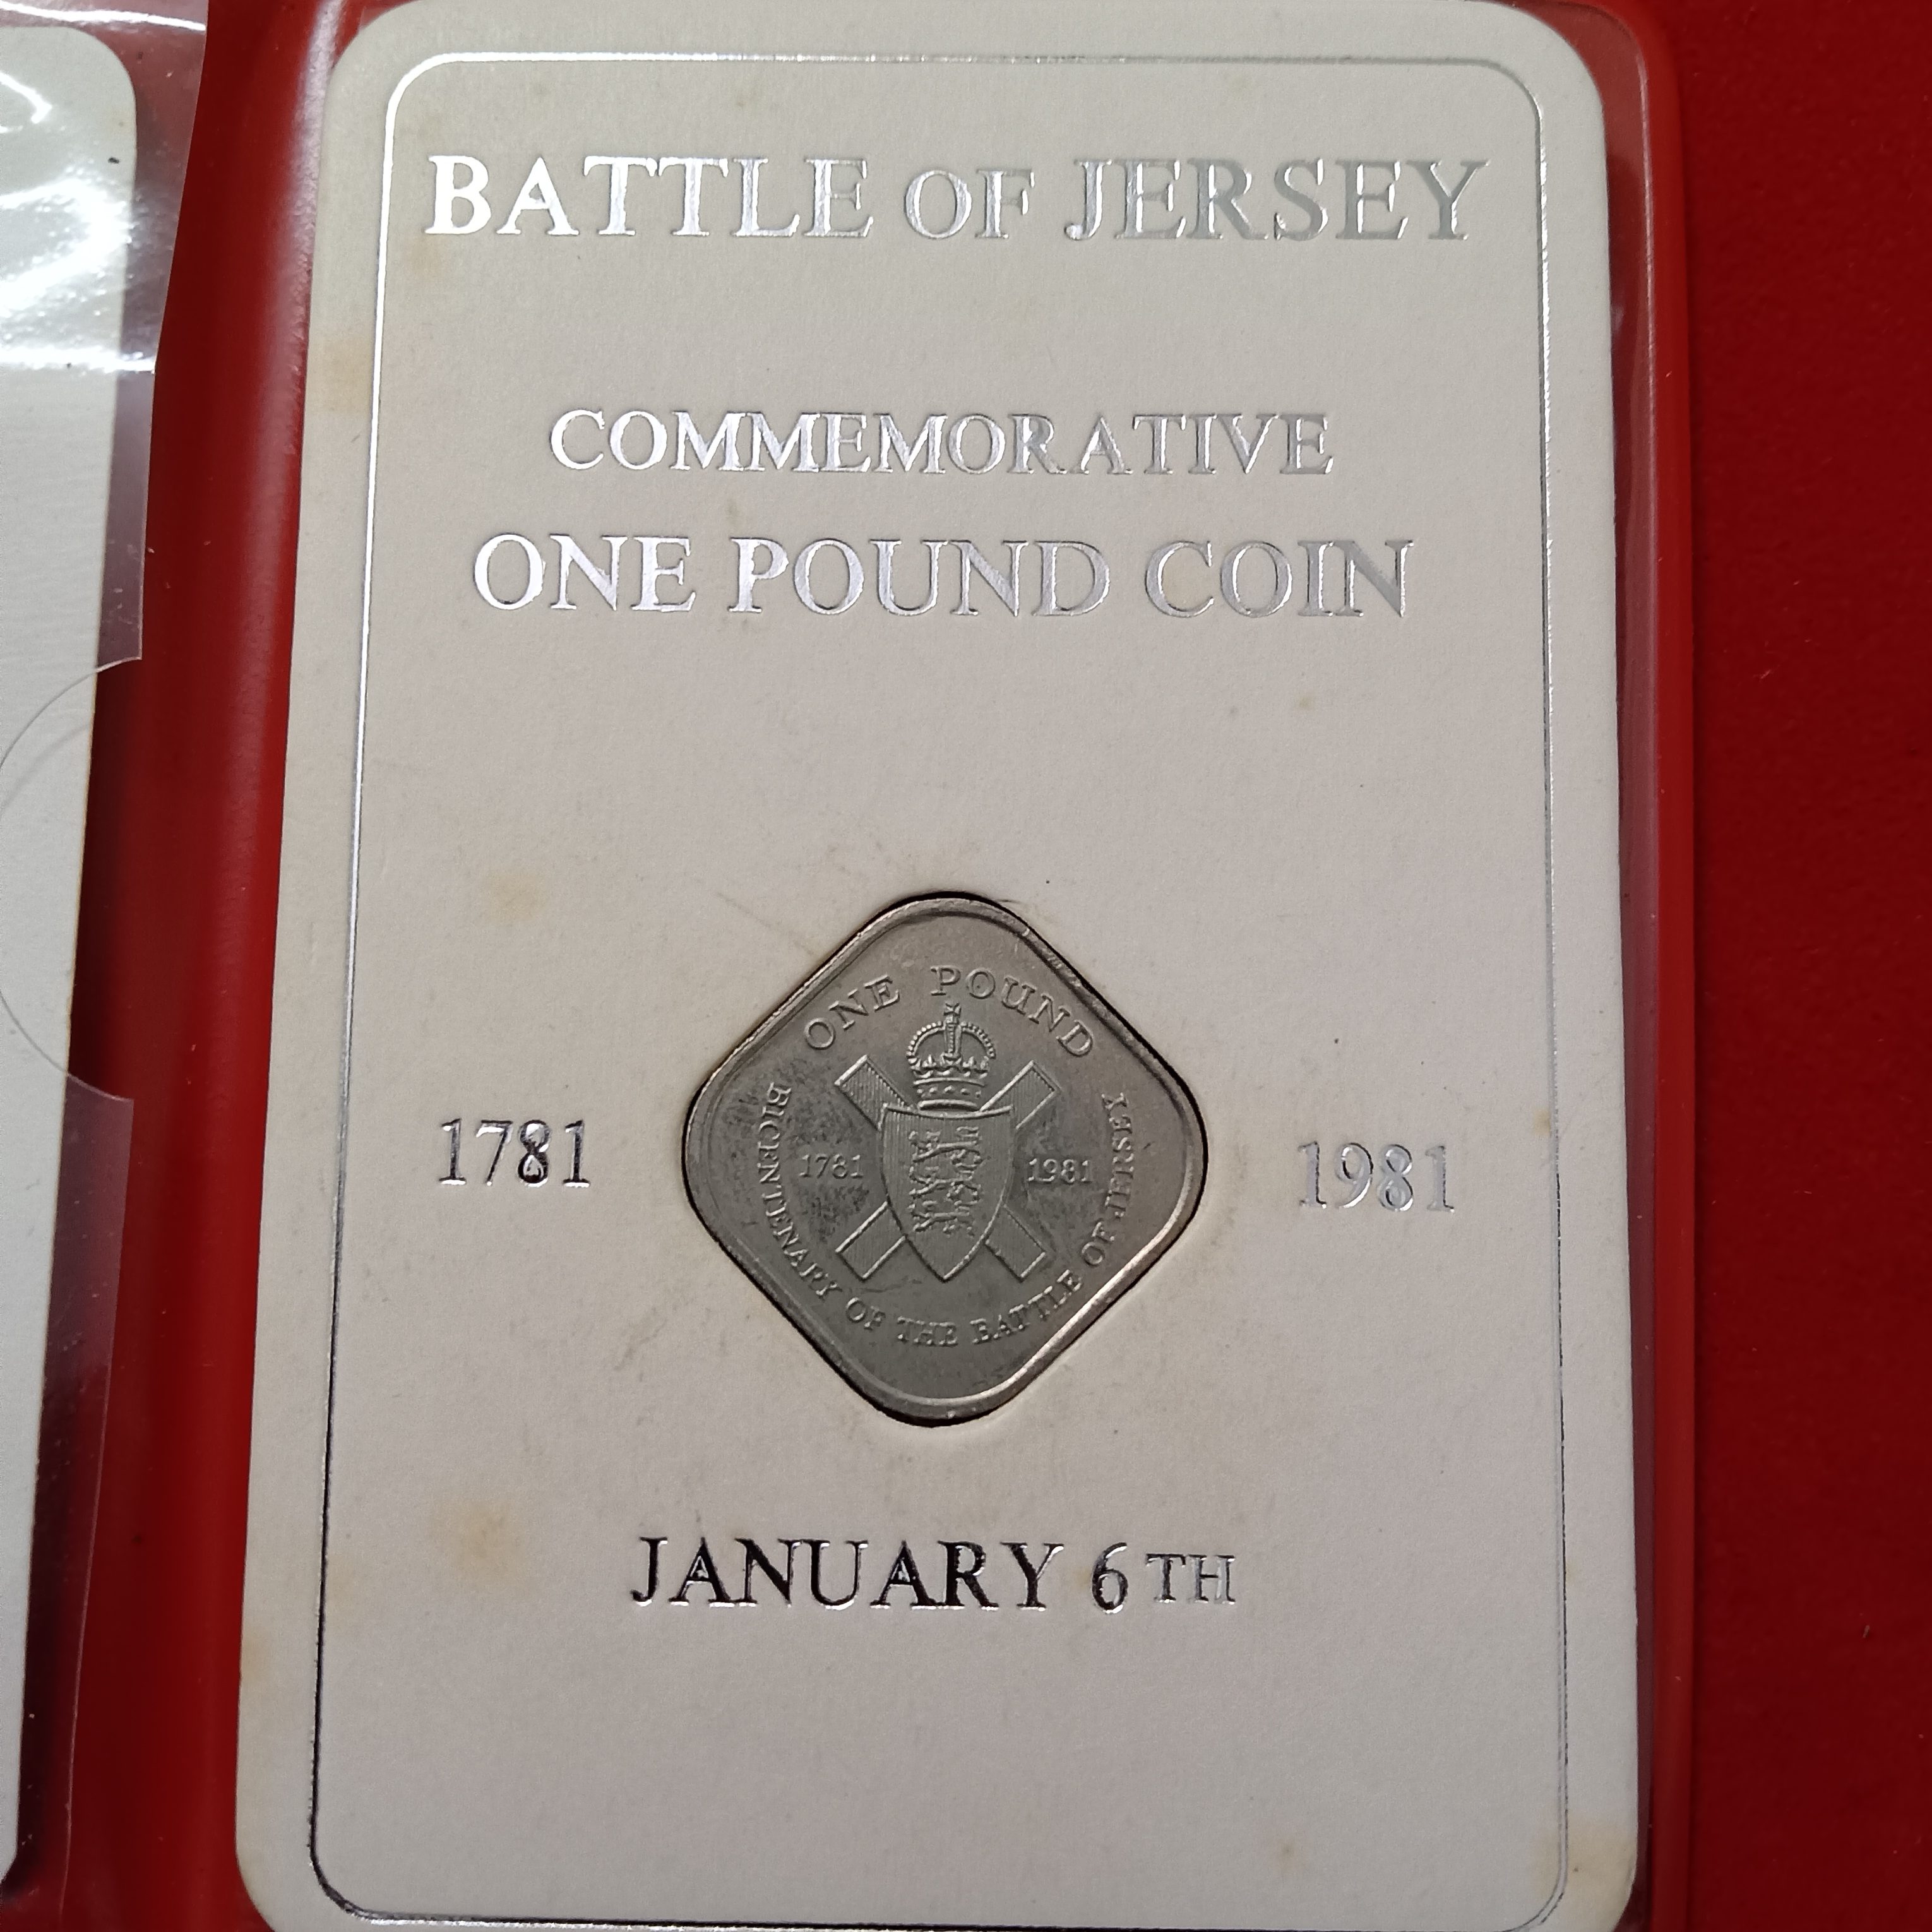 BATTLE OF JERSEY
COMMEMORATIVE
ONE POUND COIN
ONE POUND
1781
1781
1981
1981
BICENTENARY OF THE BATTLE OF JERSEY
JANUARY 6TH